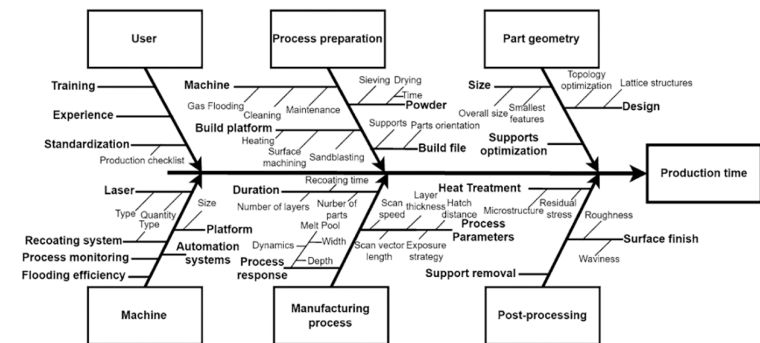 User
Process preparation
Part geometry
Training
Experience
Standardization
Production checklist
Machine
Gas Flooding
Cleaning
Maintenance
Sieving
Drying
Time
Powder
Build platform
Heating
Surface
machining
Sandblasting
Supports
Parts orientation
Build file
Size
Overall size
Smallest
features
Topology
optimization
Lattice structures
Design
Supports
optimization
Production time
Laser
Type
Quantity
Type
Size
Platform
Recoating system
Automation
systems
Process monitoring
Flooding efficiency
Duration
Recoating time
Number of layers
Nurber of
parts
Melt Pool
Dynamics
Width
Depth
Process
response
Scan
speed
Layer
thickness
Hatch
distance
Scan vector
length
Exposure
strategy
Process
Parameters
Heat Treatment
Microstructure
Residual
stress
Roughness
Surface finish
Waviness
Support removal
Machine
Manufacturing
process
Post-processing